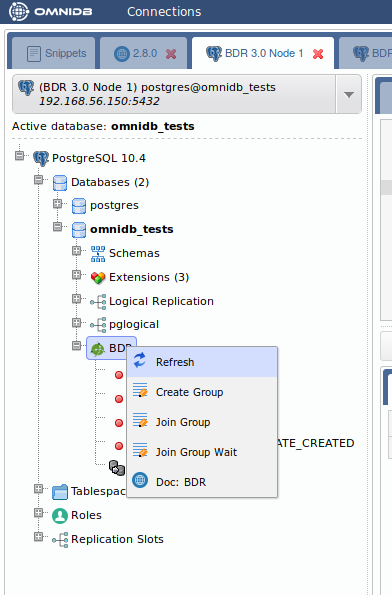 OMNIDB Connections
Snippets 2.8.0 BDR 3.0 Node 1 BDR
(BDR 3.0 Node 1) postgres@omnidb_tests
192.168.56.150:5432
Active database: omnidb_tests
PostgreSQL 10.4
Databases (2)
postgres
omnidb_tests
Schemas
Extensions (3)
Logical Replication
pglogical
BDR
Refresh
Create Group
Join Group
Join Group Wait
ATE_CREATED
Doc: BDR
Tablespac
Roles
Replication Slots